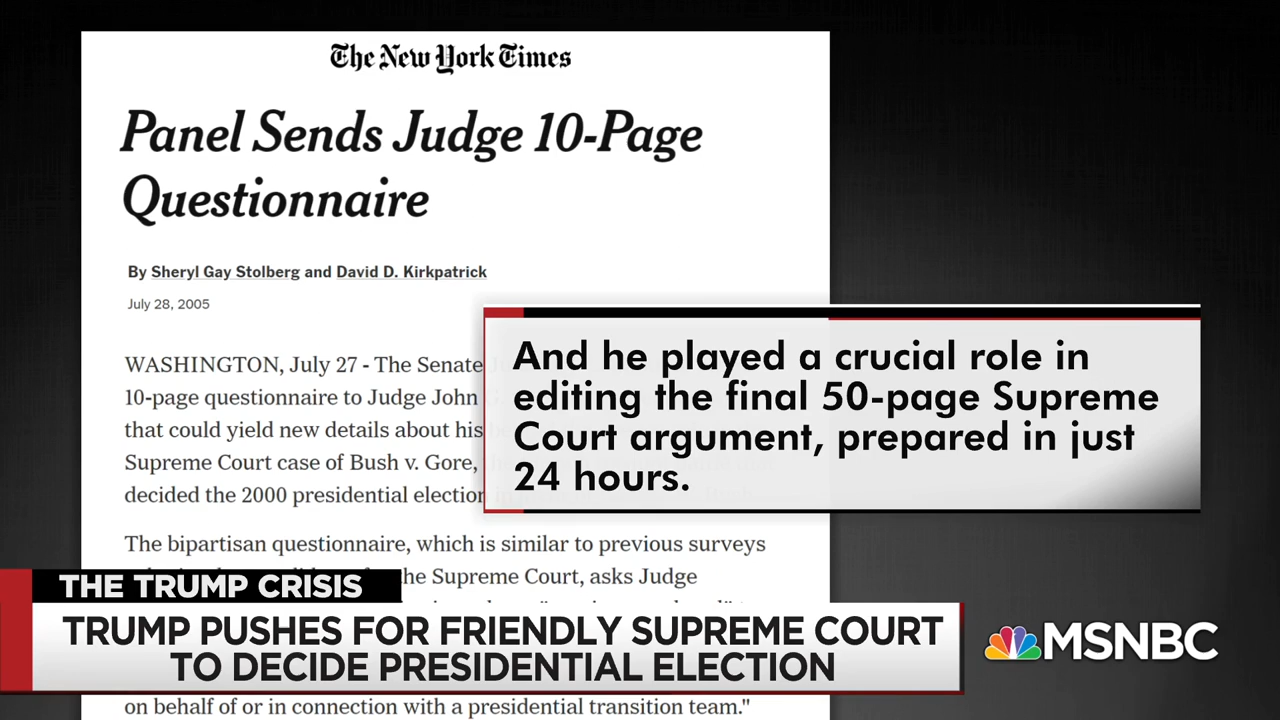 The New York Times
Panel Sends Judge 10-Page
Questionnaire
By Sheryl Gay Stolberg and David D. Kirkpatrick
July 28, 2005
WASHINGTON, July 27 - The Senate
10-page questionnaire to Judge John
that could yield new details about his
Supreme Court case of Bush v. Gore,
decided the 2000 presidential election
And he played a crucial role in
editing the final 50-page Supreme
Court argument, prepared in just
24 hours.
The bipartisan questionnaire, which is similar to previous surveys
the Supreme Court, asks Judge
THE TRUMP CRISIS
TRUMP PUSHES FOR FRIENDLY SUPREME COURT
TO DECIDE PRESIDENTIAL ELECTION
MSNBC
on behalf of or in connection with a presidential transition team."